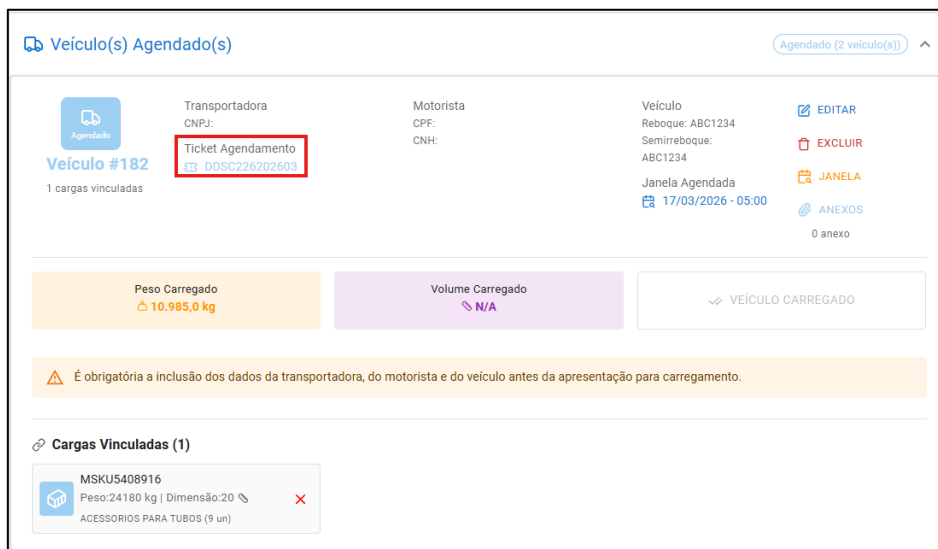 Veículo(s) Agendado(s)
Agendado (2 veículo(s))
Agendado
Veículo #182
1 cargas vinculadas
Transportadora
CNPJ:
Ticket Agendamento
DDSC226202603
Motorista
CPF:
CNH:
Veículo
Reboque: ABC1234
Semirreboque:
ABC1234
Janela Agendada
17/03/2026 - 05:00
EDITAR
EXCLUIR
JANELA
ANEXOS
0 anexo
Peso Carregado
10.985,0 kg
Volume Carregado
N/A
VEÍCULO CARREGADO
É obrigatória a inclusão dos dados da transportadora, do motorista e do veículo antes da apresentação para carregamento.
Cargas Vinculadas (1)
MSKU5408916
Peso:24180 kg | Dimensão:20
ACESSORIOS PARA TUBOS (9 un)